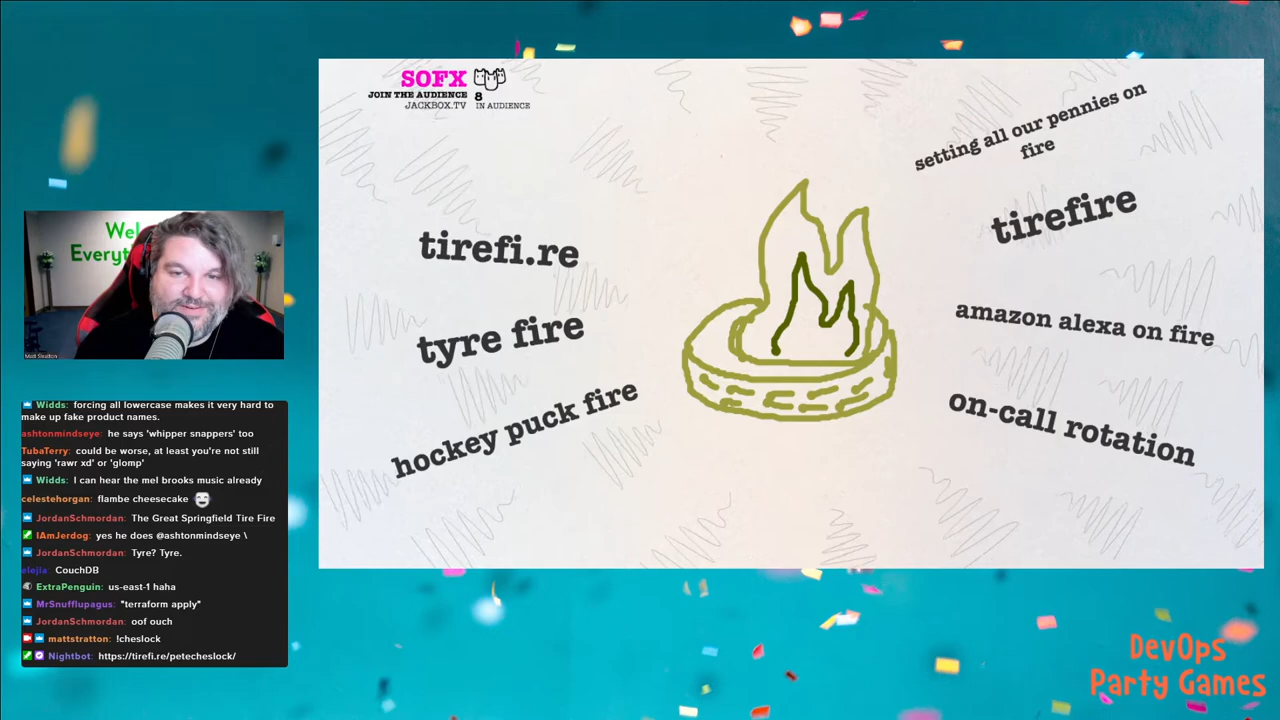 SOFX
JOIN THE AUDIENCE
JACKBOX.TV
8
IN AUDIENCE
setting all our pennies on
fire
tirefi.re
tirefire
tyre fire
amazon alexa on fire
hockey puck fire
on-call rotation
Matt Stratton
Widds: forcing all lowercase makes it very hard to
make up fake product names.
ashtonmindseye: he says 'whipper snappers' too
TubaTerry: could be worse, at least you're not still
saying 'rawr xd' or 'glomp'
Widds: I can hear the mel brooks music already
celestehorgan: flambe cheesecake
JordanSchmordan: The Great Springfield Tire Fire
IAmJerdog: yes he does @ashtonmindseye \
JordanSchmordan: Tyre? Tyre.
elejia: CouchDB
ExtraPenguin: us-east-1 haha
MrSnufflupagus: "terraform apply"
JordanSchmordan: oof ouch
mattstratton: !cheslock
Nightbot: https://tirefi.re/petecheslock/
DevOps
Party Games